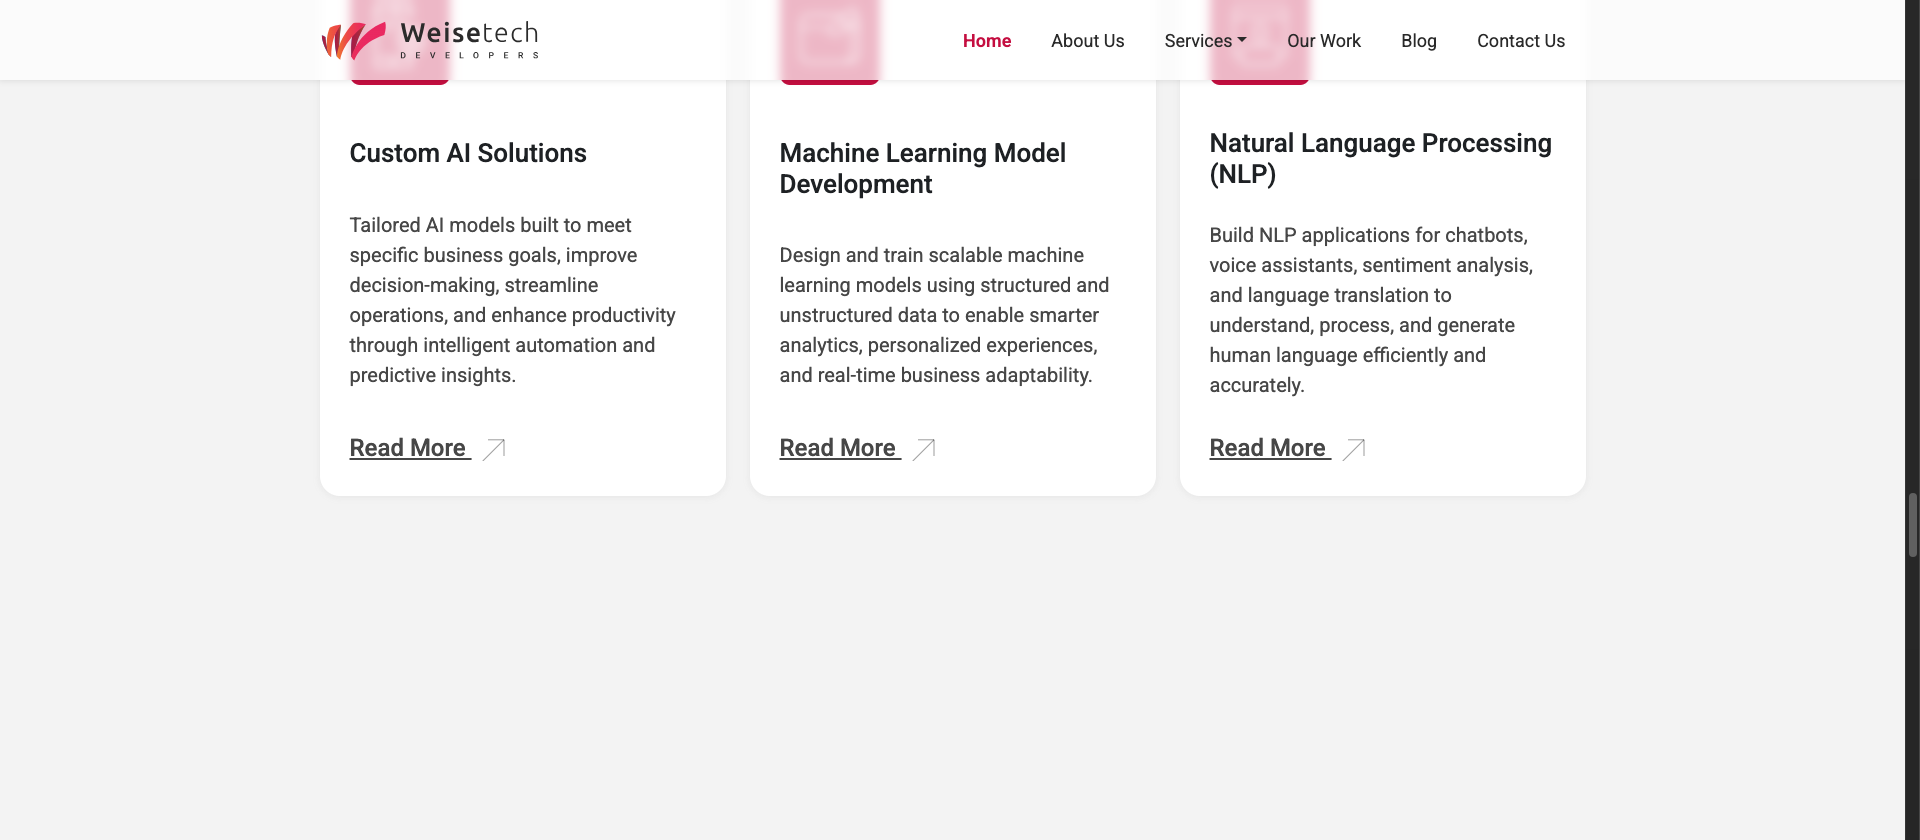 Weisetech
DEVELOPERS
Home About Us Services Our Work Blog Contact Us
Custom AI Solutions
Tailored AI models built to meet
specific business goals, improve
decision-making, streamline
operations, and enhance productivity
through intelligent automation and
predictive insights.
Read More
Machine Learning Model
Development
Design and train scalable machine
learning models using structured and
unstructured data to enable smarter
analytics, personalized experiences,
and real-time business adaptability.
Read More
Natural Language Processing
(NLP)
Build NLP applications for chatbots,
voice assistants, sentiment analysis,
and language translation to
understand, process, and generate
human language efficiently and
accurately.
Read More